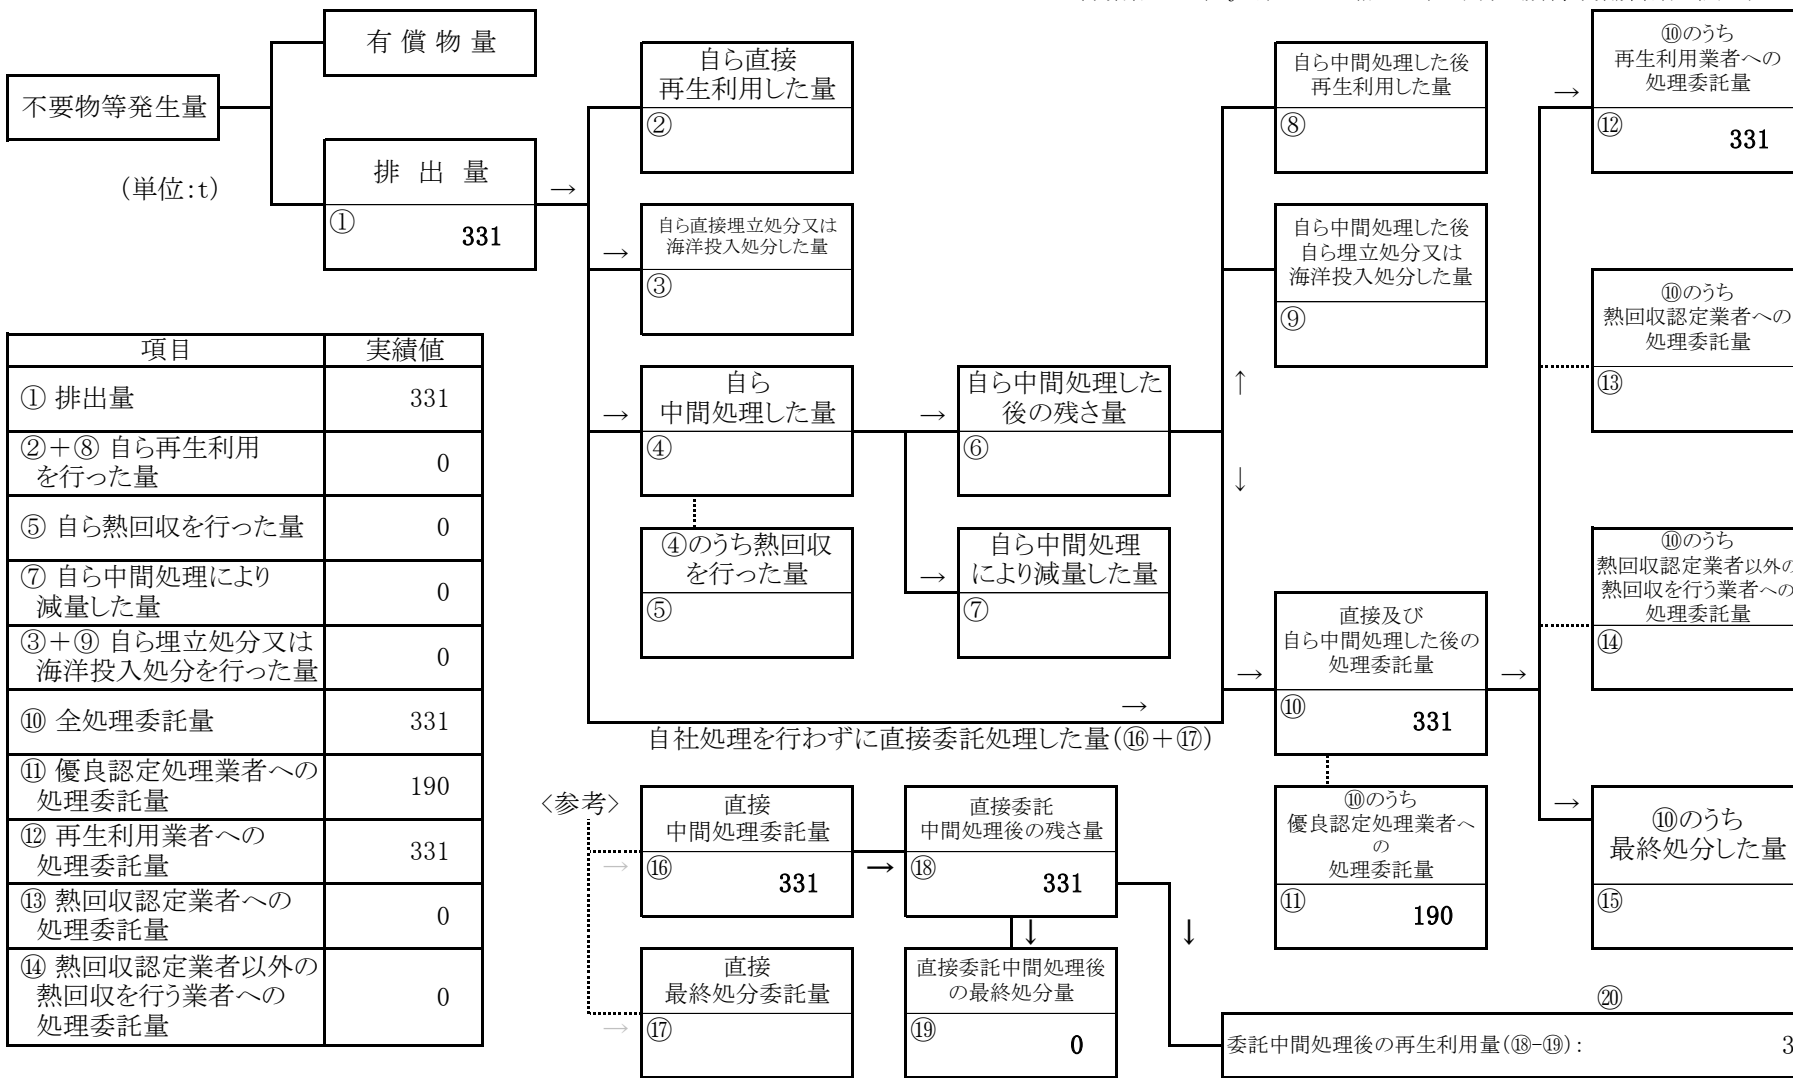 有償物量
不要物等発生量
(単位:t)
排出量
→
① 331
自ら直接
再生利用した量
②
→
自ら直接埋立処分又は
海洋投入処分した量
③
→
自ら
中間処理した量
④
④のうち熱回収
を行った量
⑤
→
自ら中間処理した
後の残さ量
⑥
→
自ら中間処理
により減量した量
⑦
自ら中間処理した後
再生利用した量
⑧
自ら中間処理した後
自ら埋立処分又は
海洋投入処分した量
⑨
↑
↓
→
直接及び
自ら中間処理した後の
処理委託量
⑩ 331
→
⑩のうち
優良認定処理業者へ
の
処理委託量
⑪ 190
→
⑩のうち
再生利用業者への
処理委託量
⑫ 331
⑩のうち
熱回収認定業者への
処理委託量
⑬
⑩のうち
熱回収認定業者以外の
熱回収を行う業者への
処理委託量
⑭
→
⑩のうち
最終処分した量
⑮
→
自社処理を行わずに直接委託処理した量(⑯+⑰)
項目 実績値
① 排出量 331
②+⑧ 自ら再生利用
を行った量 0
⑤ 自ら熱回収を行った量 0
⑦ 自ら中間処理により
減量した量 0
③+⑨ 自ら埋立処分又は
海洋投入処分を行った量 0
⑩ 全処理委託量 331
⑪ 優良認定処理業者への
処理委託量 190
⑫ 再生利用業者への
処理委託量 331
⑬ 熱回収認定業者への
処理委託量 0
⑭ 熱回収認定業者以外の
熱回収を行う業者への
処理委託量 0
<参考>
→
直接
中間処理委託量
⑯ 331
→
直接委託
中間処理後の残さ量
⑱ 331
↓
↓
→
直接
最終処分委託量
⑰
直接委託中間処理後
の最終処分量
⑲ 0
⑳
委託中間処理後の再生利用量(⑱-⑲): 3